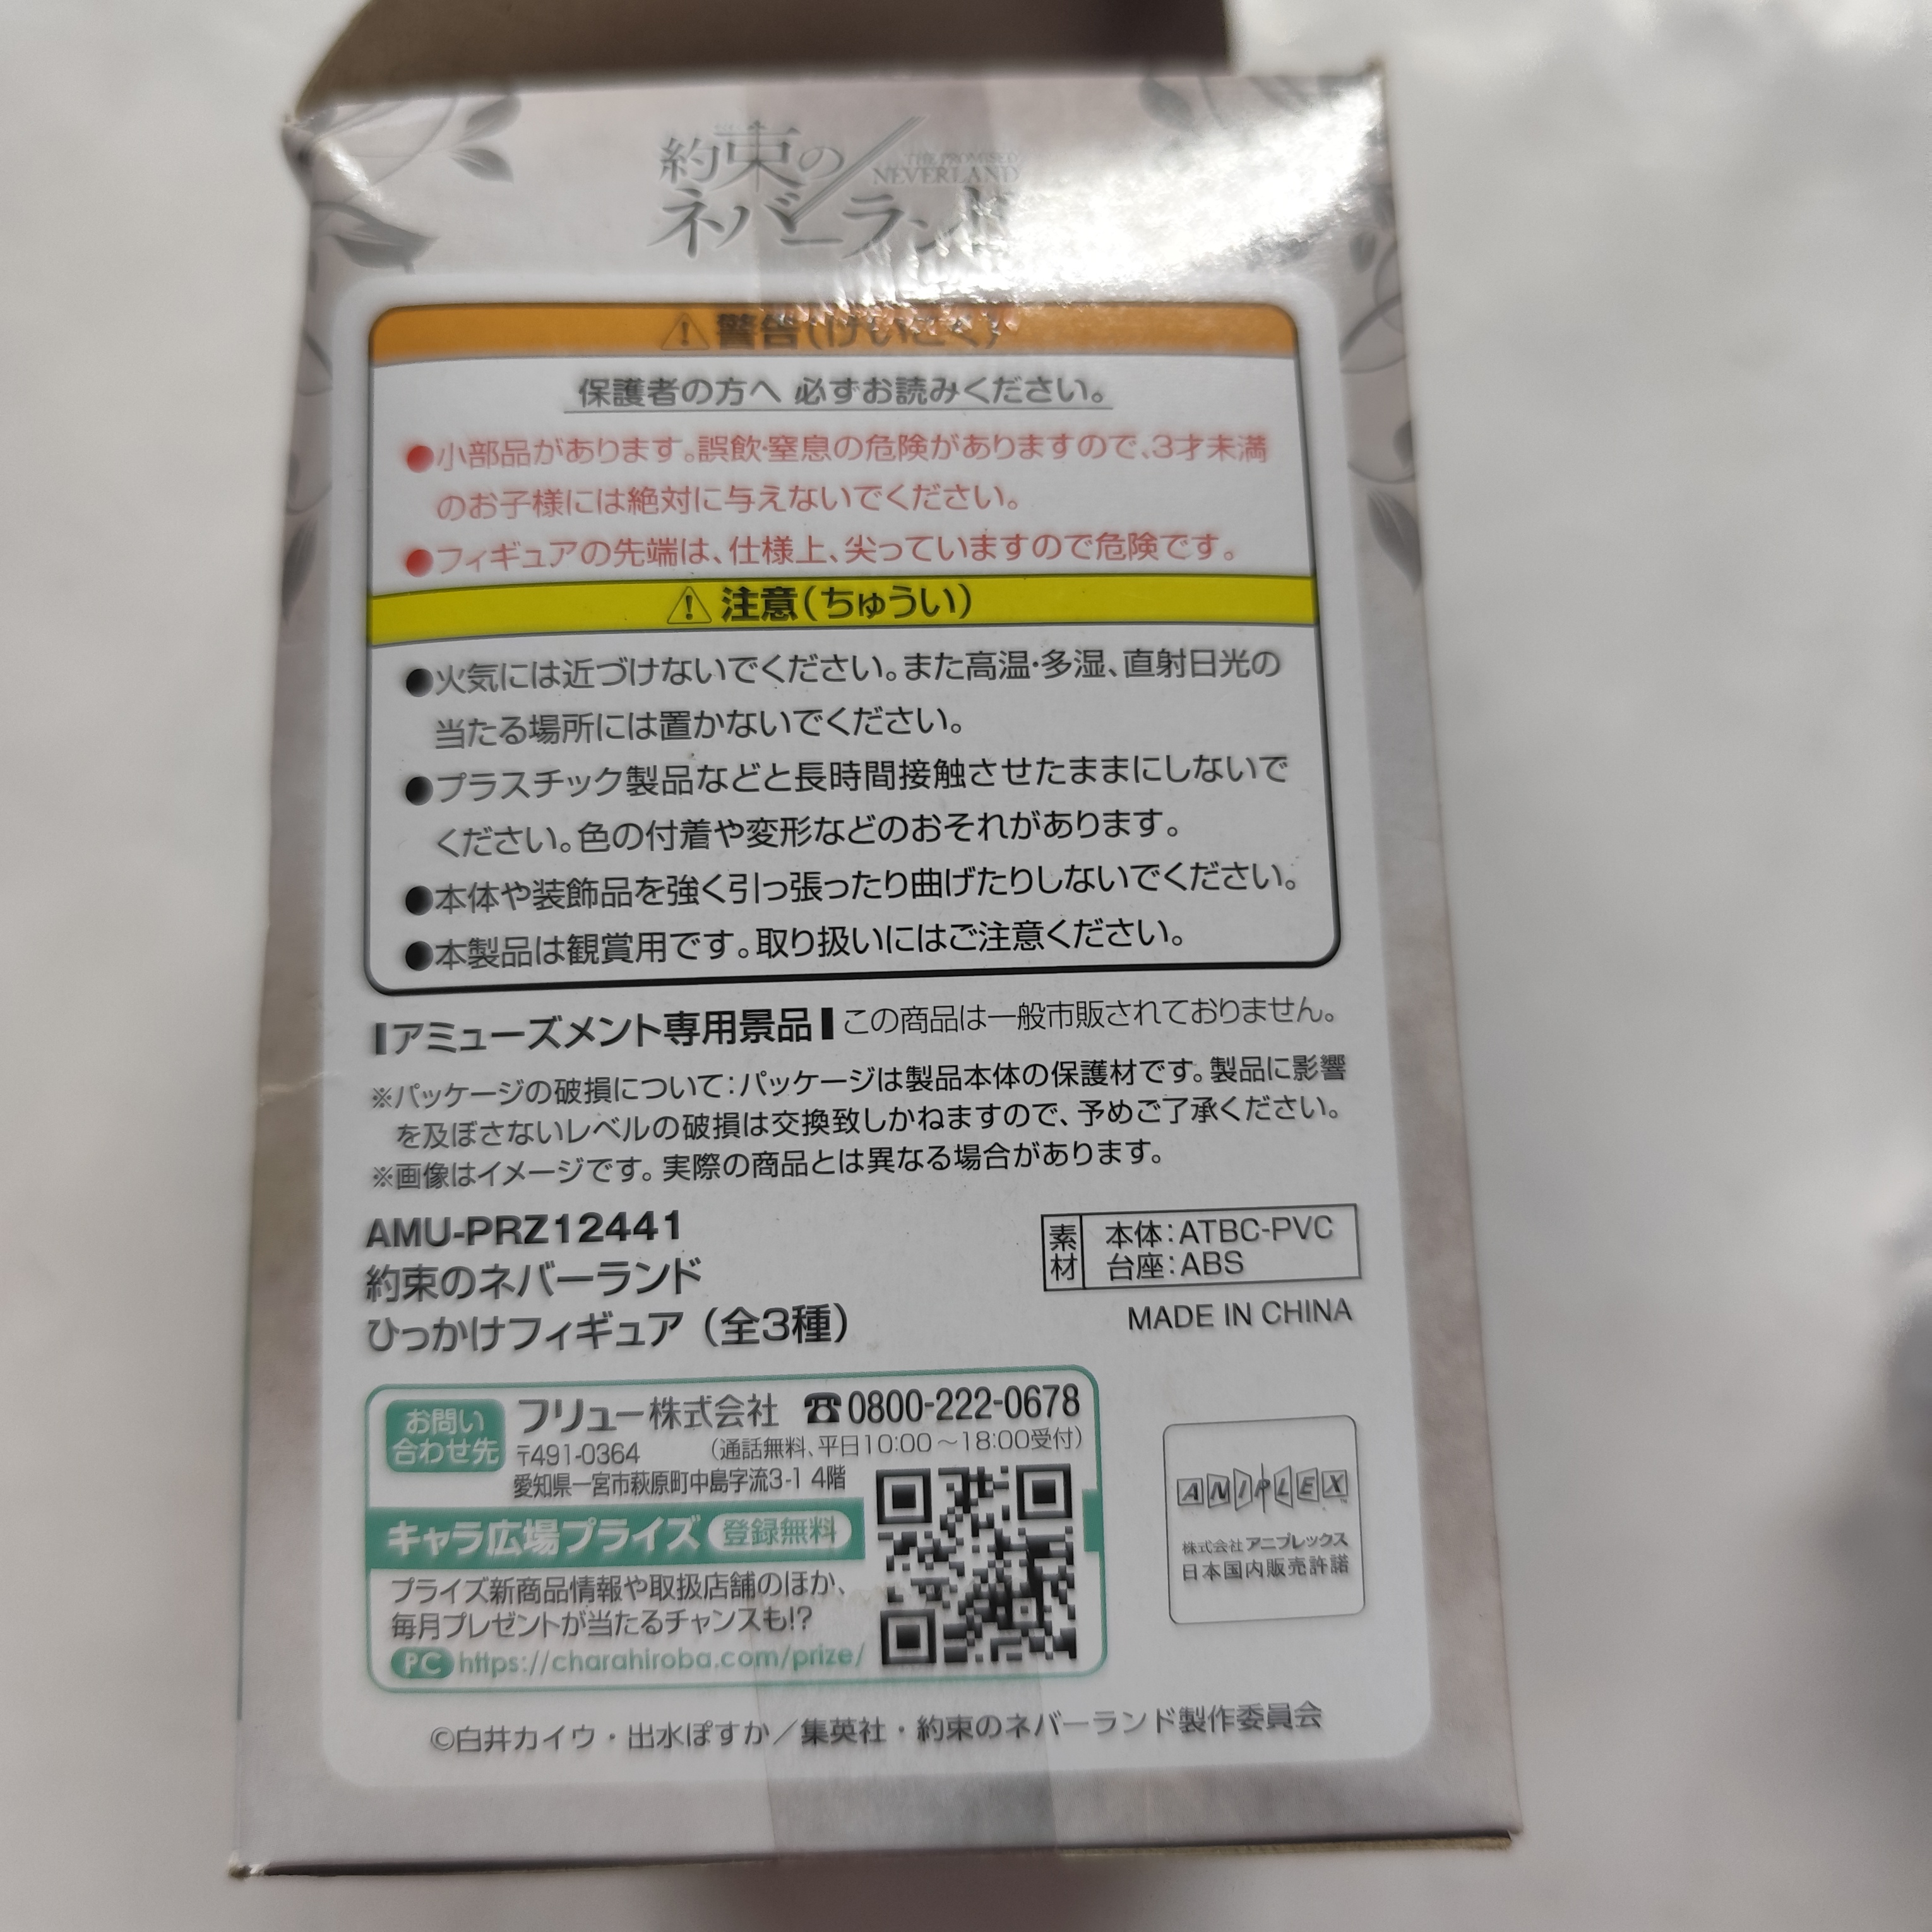 約束の
THE PROMISED
NEVERLAND
ネバーランド
警告(けいこく)
保護者の方へ 必ずお読みください。
●小部品があります。誤飲・窒息の危険がありますので、3才未満
のお子様には絶対に与えないでください。
●フィギュアの先端は、仕様上、尖っていますので危険です。
注意(ちゅうい)
●火気には近づけないでください。また高温・多湿、直射日光の
当たる場所には置かないでください。
●プラスチック製品などと長時間接触させたままにしないで
ください。色の付着や変形などのおそれがあります。
●本体や装飾品を強く引っ張ったり曲げたりしないでください。
●本製品は観賞用です。取り扱いにはご注意ください。
アミューズメント専用景品 この商品は一般市販されておりません。
※パッケージの破損について:パッケージは製品本体の保護材です。製品に影響
を及ぼさないレベルの破損は交換致しかねますので、予めご了承ください。
※画像はイメージです。実際の商品とは異なる場合があります。
AMU-PRZ12441
約束のネバーランド
ひっかけフィギュア(全3種)
素材
本体:ATBC-PVC
台座:ABS
MADE IN CHINA
お問い
合わせ先
フリュー株式会社 ☎0800-222-0678
〒491-0364 (通話無料、平日10:00~18:00受付)
愛知県一宮市萩原町中島字流3-1 4階
キャラ広場プライズ 登録無料
プライズ新商品情報や取扱店舗のほか、
毎月プレゼントが当たるチャンスも!?
PC https://charahiroba.com/prize/
ANIPLEX
株式会社アニプレックス
日本国内販売許諾
©白井カイウ・出水ぽすか/集英社・約束のネバーランド製作委員会